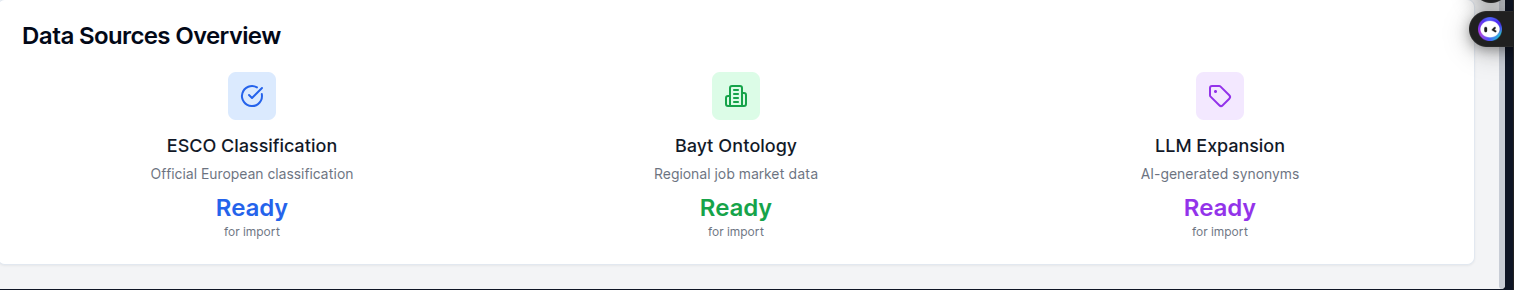 Data Sources Overview
ESCO Classification
Official European classification
Ready
for import
Bayt Ontology
Regional job market data
Ready
for import
LLM Expansion
AI-generated synonyms
Ready
for import